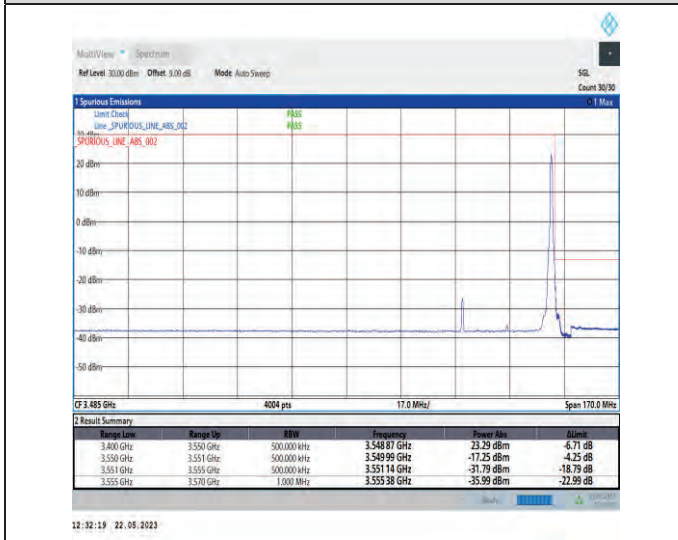 MultiView Spectrum
Ref Level 30.00 dBm Offset 9.09 dB Mode Auto Sweep SGL
Count 30/30
1 Spurious Emissions 1 Max
Limit Check PASS
Line _SPURIOUS_LINE_ABS_002 PASS
_SPURIOUS_LINE_ABS_002
20 dBm
10 dBm
0 dBm
-10 dBm
-20 dBm
-30 dBm
-40 dBm
-50 dBm
CF 3.485 GHz 4004 pts 17.0 MHz/ Span 170.0 MHz
2 Result Summary
Range Low Range Up RBW Frequency Power Abs ΔLimit
3.400 GHz 3.550 GHz 500.000 kHz 3.548 87 GHz 23.29 dBm -6.71 dB
3.550 GHz 3.551 GHz 500.000 kHz 3.549 99 GHz -17.25 dBm -4.25 dB
3.551 GHz 3.555 GHz 500.000 kHz 3.551 14 GHz -31.79 dBm -18.79 dB
3.555 GHz 3.570 GHz 1.000 MHz 3.555 38 GHz -35.99 dBm -22.99 dB
Ready
12:32:19 22.05.2023